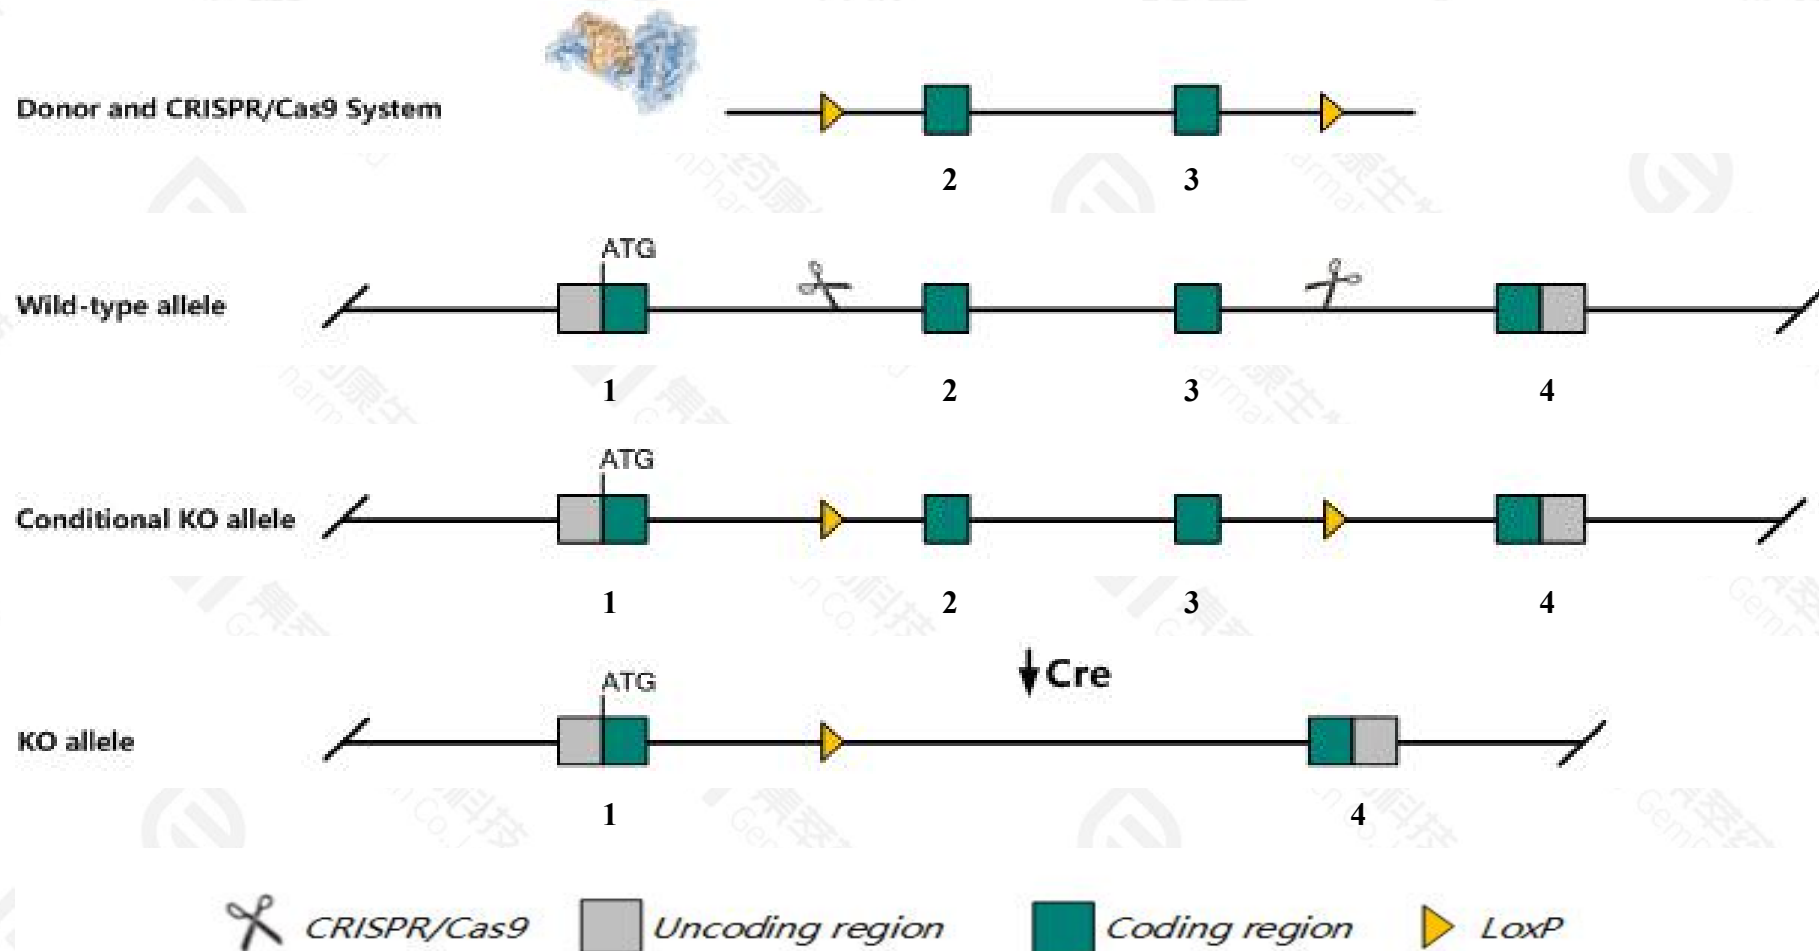 Donor and CRISPR/Cas9 System
2 3
ATG
Wild-type allele
1 2 3 4
ATG
Conditional KO allele
1 2 3 4
Cre
ATG
KO allele
1 4
CRISPR/Cas9 Uncoding region Coding region LoxP